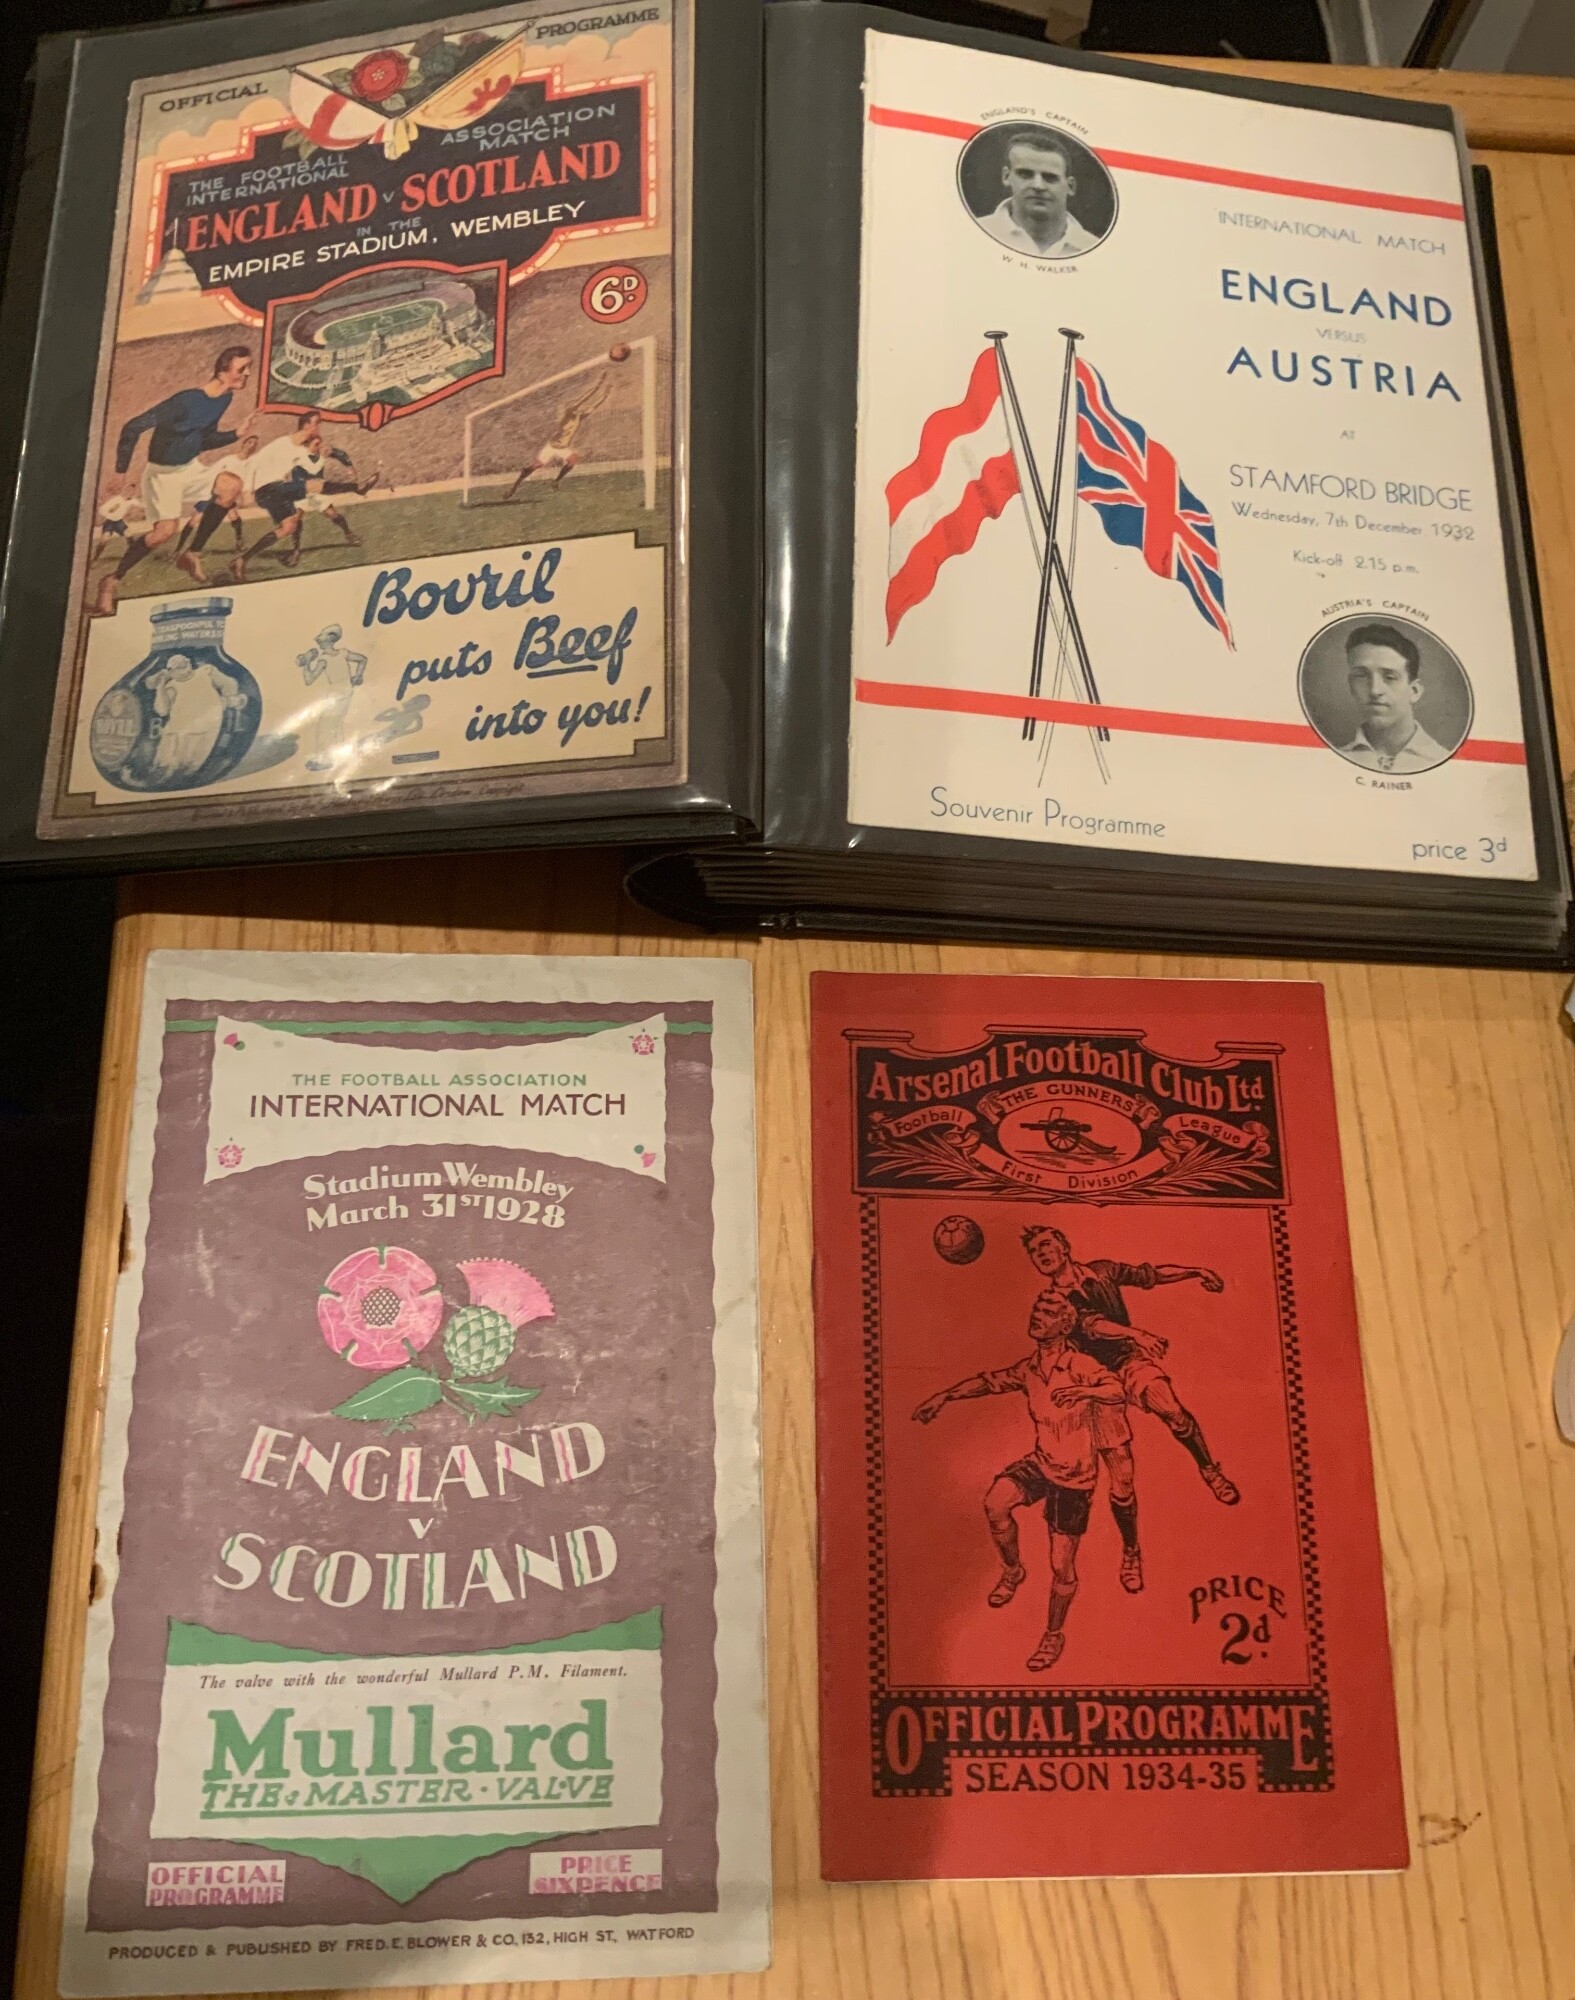 OFFICIAL
PROGRAMME
THE FOOTBALL ASSOCIATION
INTERNATIONAL MATCH
ENGLAND v SCOTLAND
IN THE
EMPIRE STADIUM, WEMBLEY
6D.
Bovril
puts Beef
into you!
ENGLAND'S CAPTAIN
W. H. WALKER
INTERNATIONAL MATCH
ENGLAND
VERSUS
AUSTRIA
AT
STAMFORD BRIDGE
Wednesday, 7th December 1932
Kick-off 2.15 p.m.
AUSTRIA'S CAPTAIN
C. RAINER
Souvenir Programme
price 3d
THE FOOTBALL ASSOCIATION
INTERNATIONAL MATCH
Stadium Wembley
March 31ST 1928
ENGLAND
v
SCOTLAND
The valve with the wonderful Mullard P.M. Filament.
Mullard
THE·MASTER·VALVE
OFFICIAL
PROGRAMME
PRICE
SIXPENCE
PRODUCED & PUBLISHED BY FRED. E. BLOWER & CO., 132, HIGH ST., WATFORD
Arsenal Football Club Ltd
THE GUNNERS
Football League
First Division
PRICE
2d.
OFFICIAL PROGRAMME
SEASON 1934-35